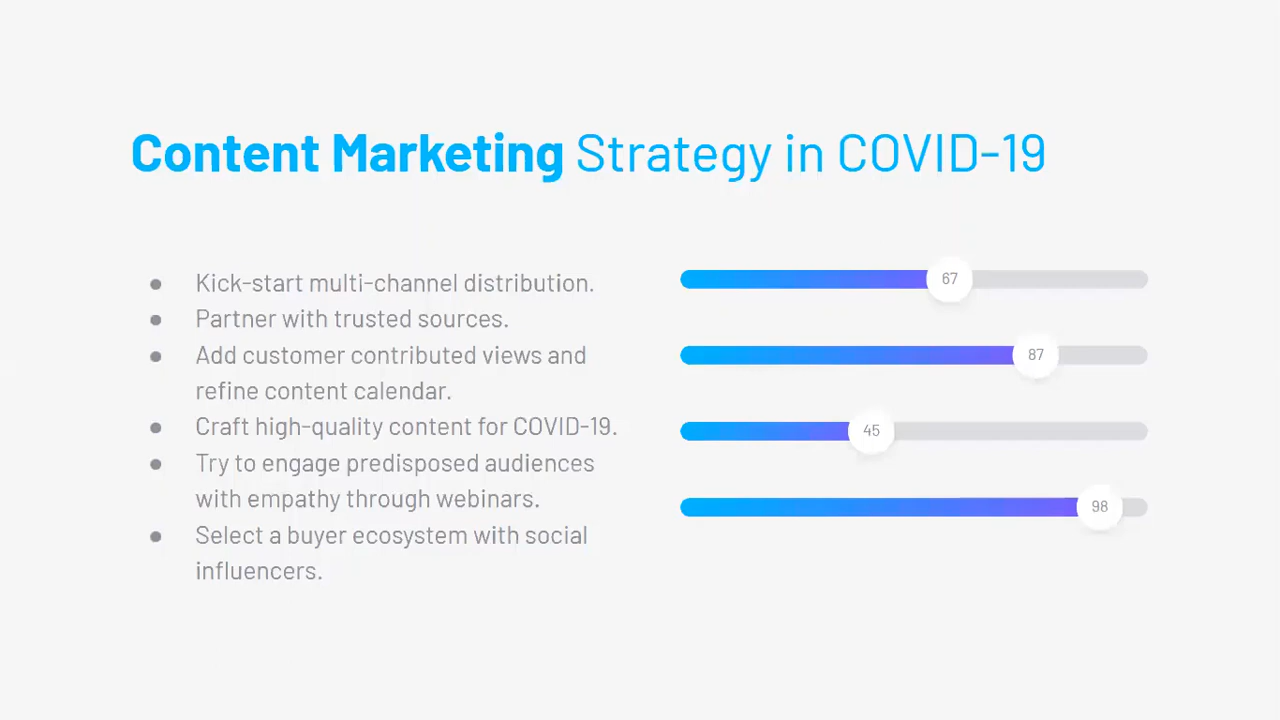 Content Marketing Strategy in COVID-19
● Kick-start multi-channel distribution.
● Partner with trusted sources.
● Add customer contributed views and
refine content calendar.
● Craft high-quality content for COVID-19.
● Try to engage predisposed audiences
with empathy through webinars.
● Select a buyer ecosystem with social
influencers.
67
87
45
98